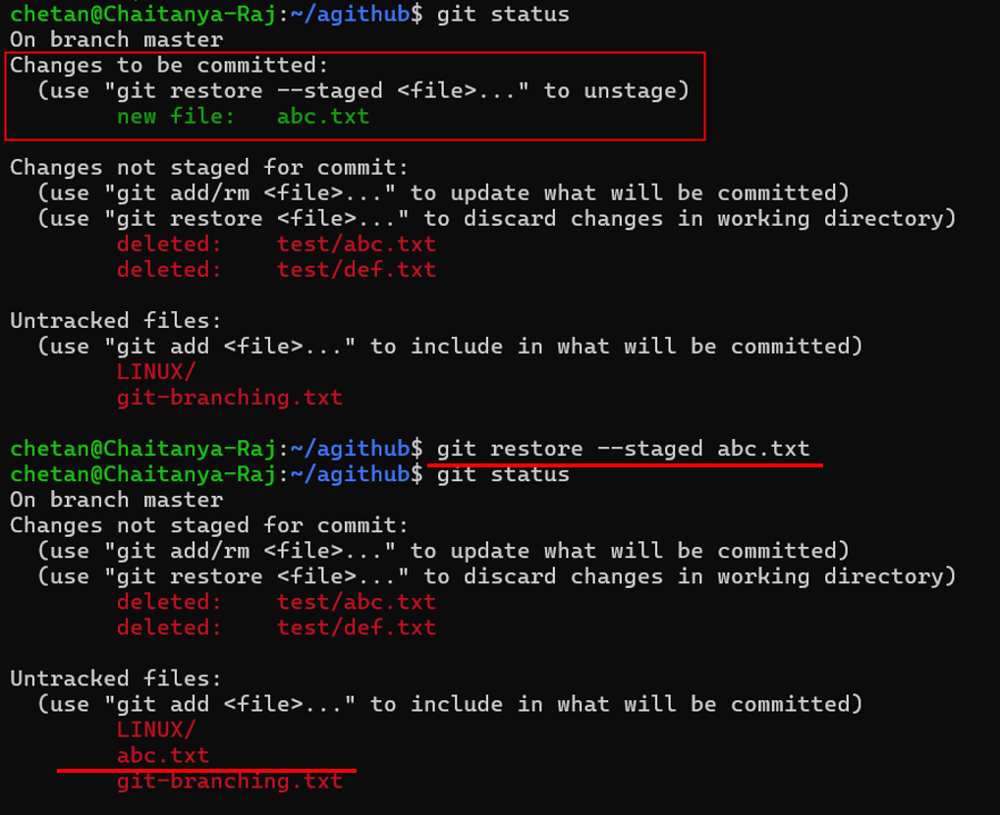 chetan@Chaitanya-Raj:~/agithub$ git status
On branch master
Changes to be committed:
  (use "git restore --staged <file>..." to unstage)
        new file:   abc.txt

Changes not staged for commit:
  (use "git add/rm <file>..." to update what will be committed)
  (use "git restore <file>..." to discard changes in working directory)
        deleted:    test/abc.txt
        deleted:    test/def.txt

Untracked files:
  (use "git add <file>..." to include in what will be committed)
        LINUX/
        git-branching.txt

chetan@Chaitanya-Raj:~/agithub$ git restore --staged abc.txt
chetan@Chaitanya-Raj:~/agithub$ git status
On branch master
Changes not staged for commit:
  (use "git add/rm <file>..." to update what will be committed)
  (use "git restore <file>..." to discard changes in working directory)
        deleted:    test/abc.txt
        deleted:    test/def.txt

Untracked files:
  (use "git add <file>..." to include in what will be committed)
        LINUX/
        abc.txt
        git-branching.txt